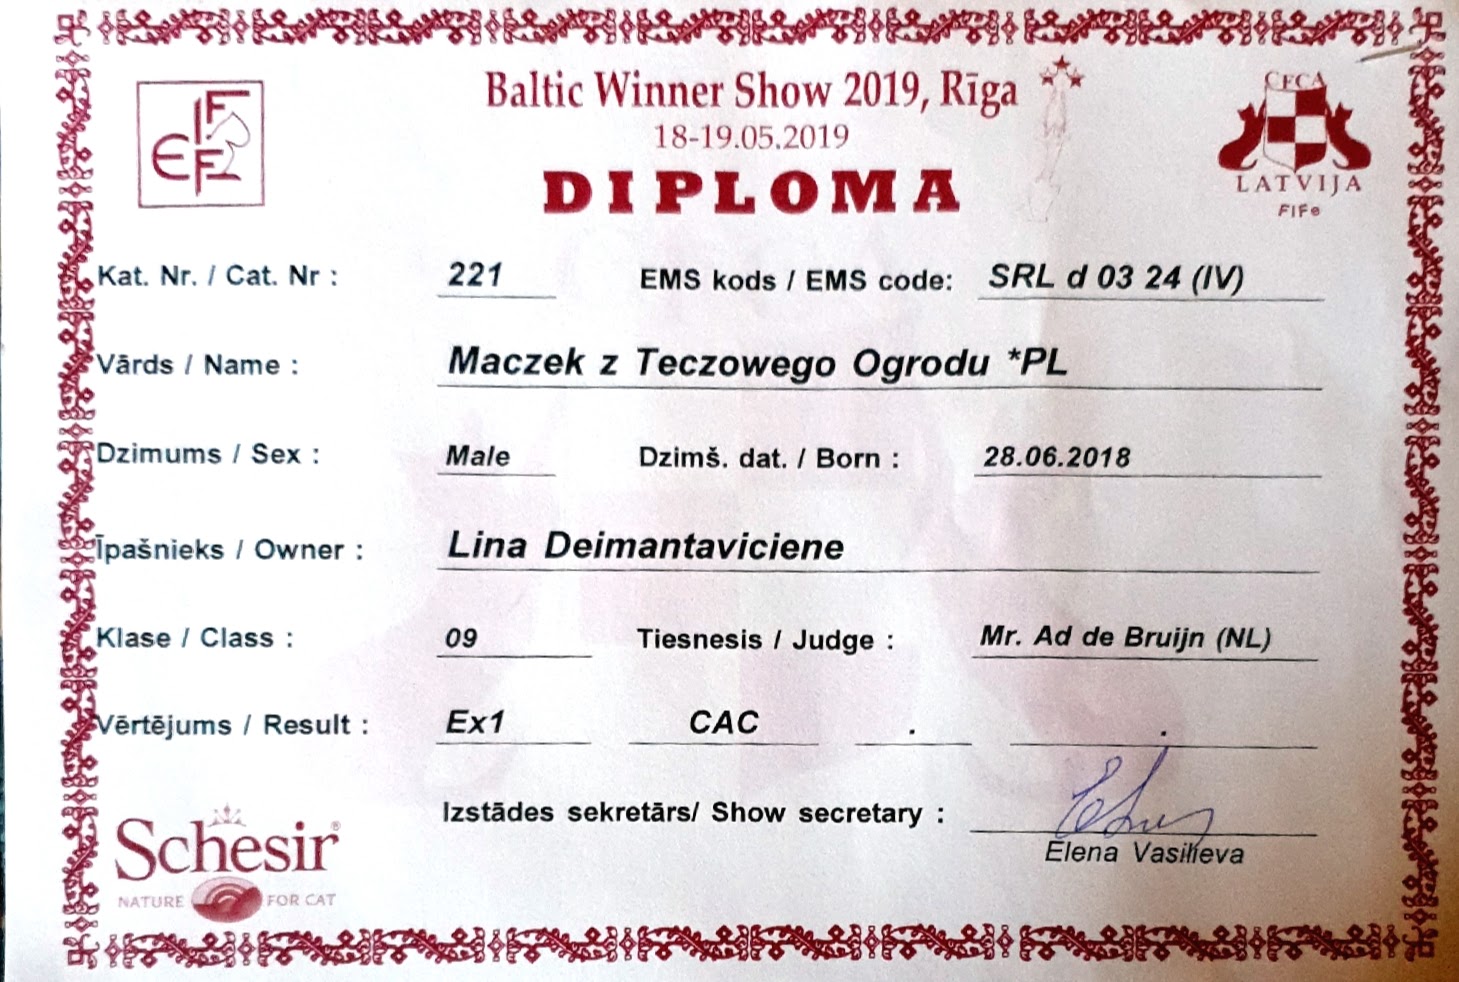 FIFE
Baltic Winner Show 2019, Rīga
18-19.05.2019
DIPLOMA
CFCA
LATVIJA
FIFe
Kat. Nr. / Cat. Nr : 221 EMS kods / EMS code: SRL d 03 24 (IV)
Vārds / Name : Maczek z Teczowego Ogrodu *PL
Dzimums / Sex : Male Dzimš. dat. / Born : 28.06.2018
Īpašnieks / Owner : Lina Deimantaviciene
Klase / Class : 09 Tiesnesis / Judge : Mr. Ad de Bruijn (NL)
Vērtējums / Result : Ex1 CAC . .
Izstādes sekretārs/ Show secretary :
Elena Vasilieva
Schesir®
NATURE FOR CAT